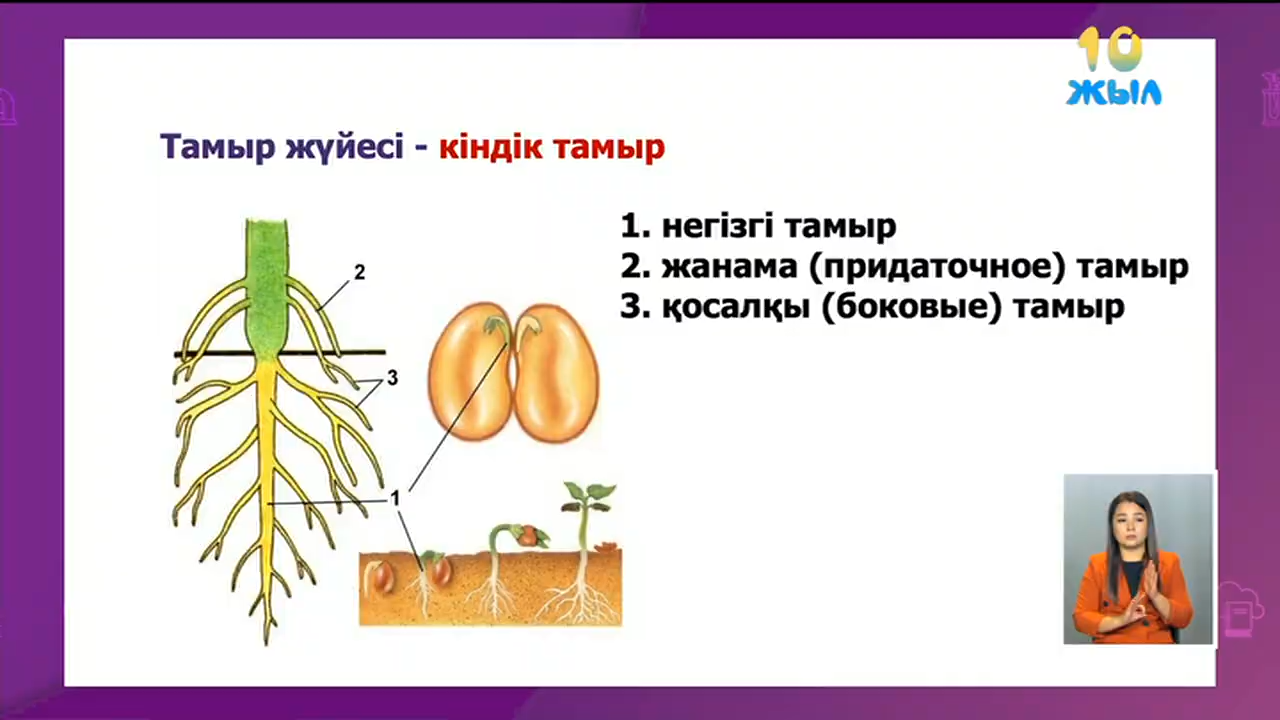 10
ЖЫЛ
Тамыр жүйесі - кіндік тамыр
1. негізгі тамыр
2. жанама (придаточное) тамыр
3. қосалқы (боковые) тамыр
2
3
1